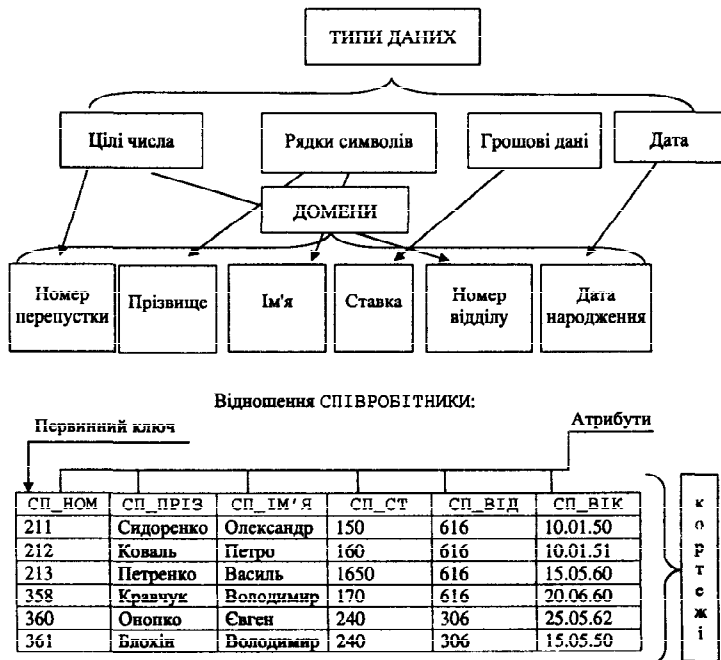 ТИПИ ДАНИХ
Цілі числа Рядки символів Грошові дані Дата
ДОМЕНИ
Номер перепустки Прізвище Ім'я Ставка Номер відділу Дата народження
Відношення СПІВРОБІТНИКИ:
Первинний ключ Атрибути
СП_НОМ СП_ПРІЗ СП_ІМ'Я СП_СТ СП_ВІД СП_ВІК
211 Сидоренко Олександр 150 616 10.01.50
212 Коваль Петро 160 616 10.01.51
213 Петренко Василь 1650 616 15.05.60
358 Кравчук Володимир 170 616 20.06.60
360 Онопко Євген 240 306 25.05.62
361 Блохін Володимир 240 306 15.05.50
кортежі